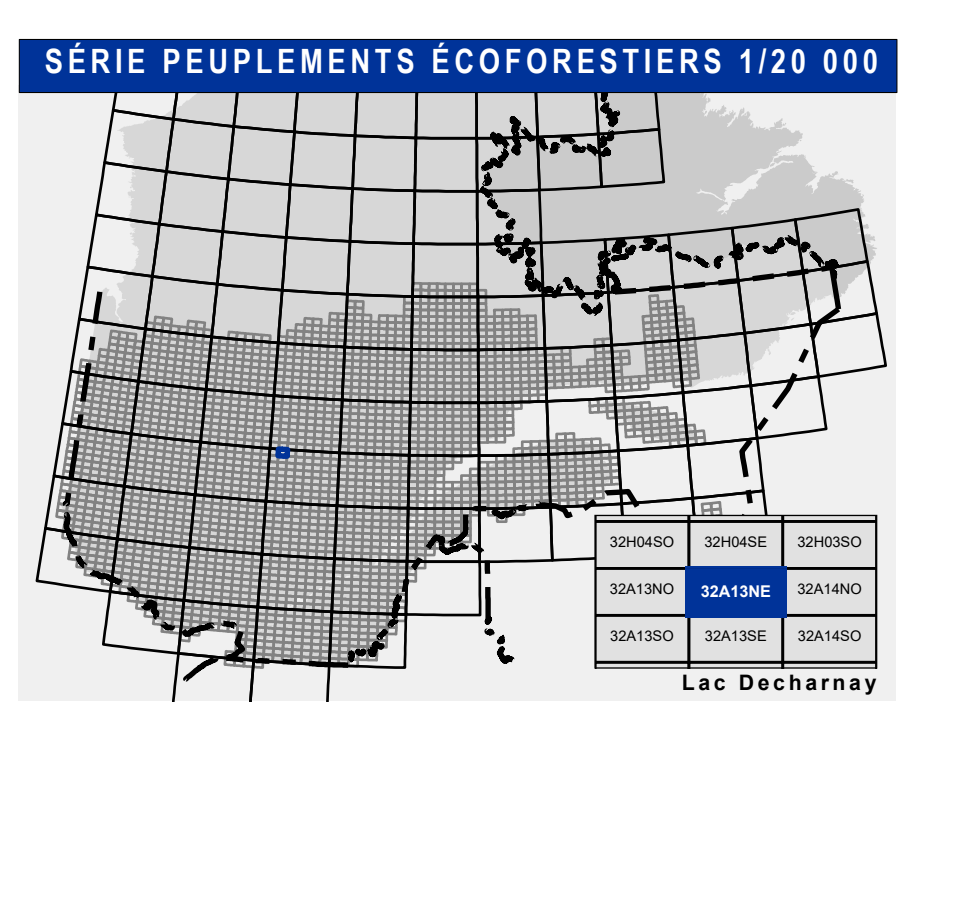 SÉRIE PEUPLEMENTS ÉCOFORESTIERS 1/20 000
32H04SO 32H04SE 32H03SO
32A13NO 32A13NE 32A14NO
32A13SO 32A13SE 32A14SO
Lac Decharnay